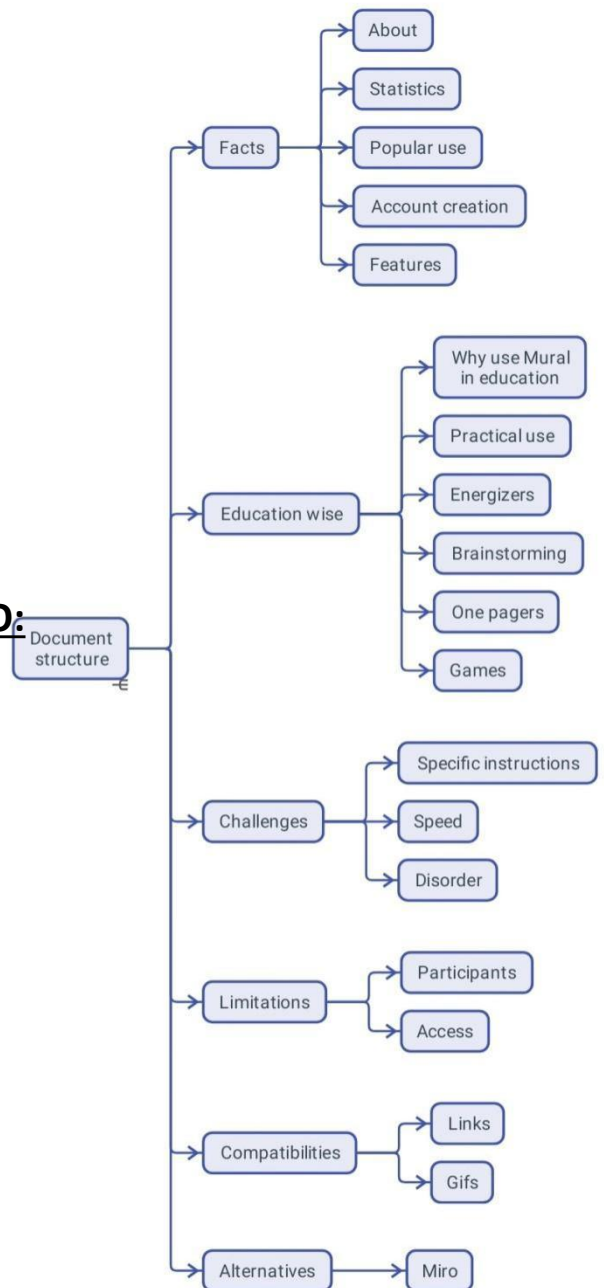 Document
structure
Facts
About
Statistics
Popular use
Account creation
Features
Education wise
Why use Mural
in education
Practical use
Energizers
Brainstorming
One pagers
Games
Challenges
Specific instructions
Speed
Disorder
Limitations
Participants
Access
Compatibilities
Links
Gifs
Alternatives
Miro